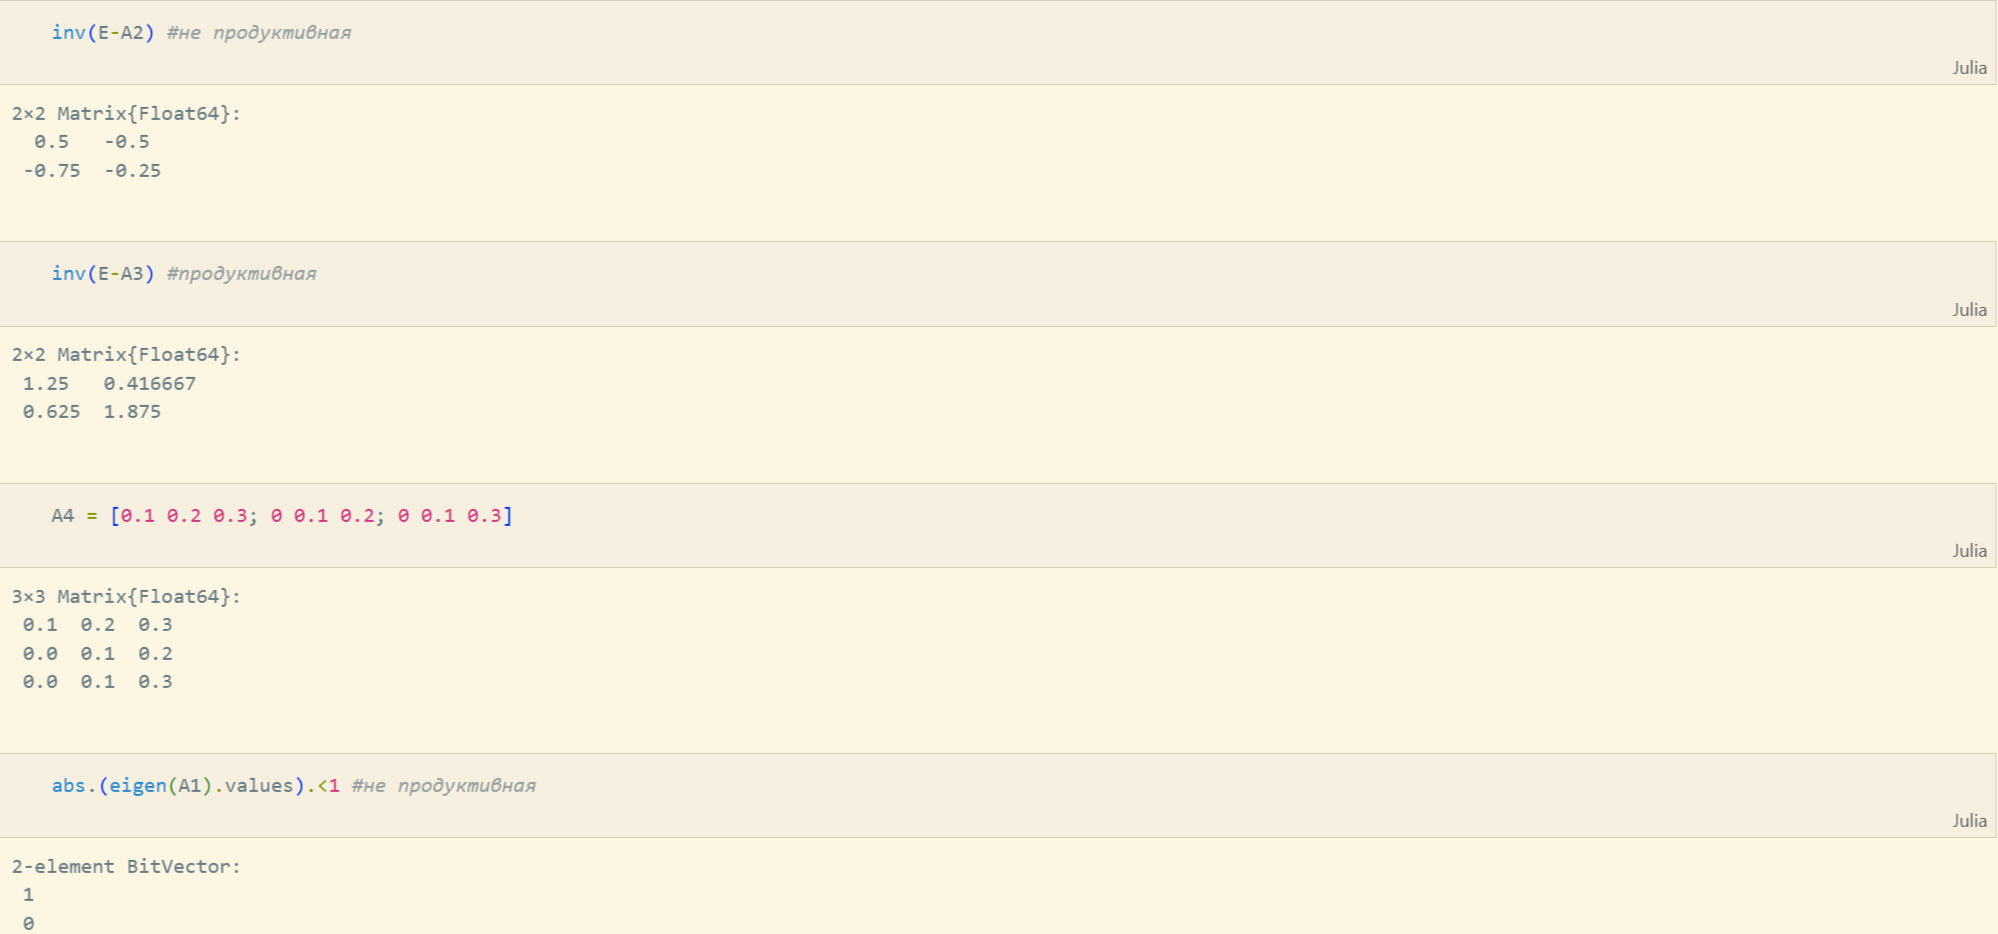 inv(E-A2) #не продуктивная
Julia
2×2 Matrix{Float64}:
0.5 -0.5
-0.75 -0.25
inv(E-A3) #продуктивная
Julia
2×2 Matrix{Float64}:
1.25 0.416667
0.625 1.875
A4 = [0.1 0.2 0.3; 0 0.1 0.2; 0 0.1 0.3]
Julia
3×3 Matrix{Float64}:
0.1 0.2 0.3
0.0 0.1 0.2
0.0 0.1 0.3
abs.(eigen(A1).values).<1 #не продуктивная
Julia
2-element BitVector:
1
0